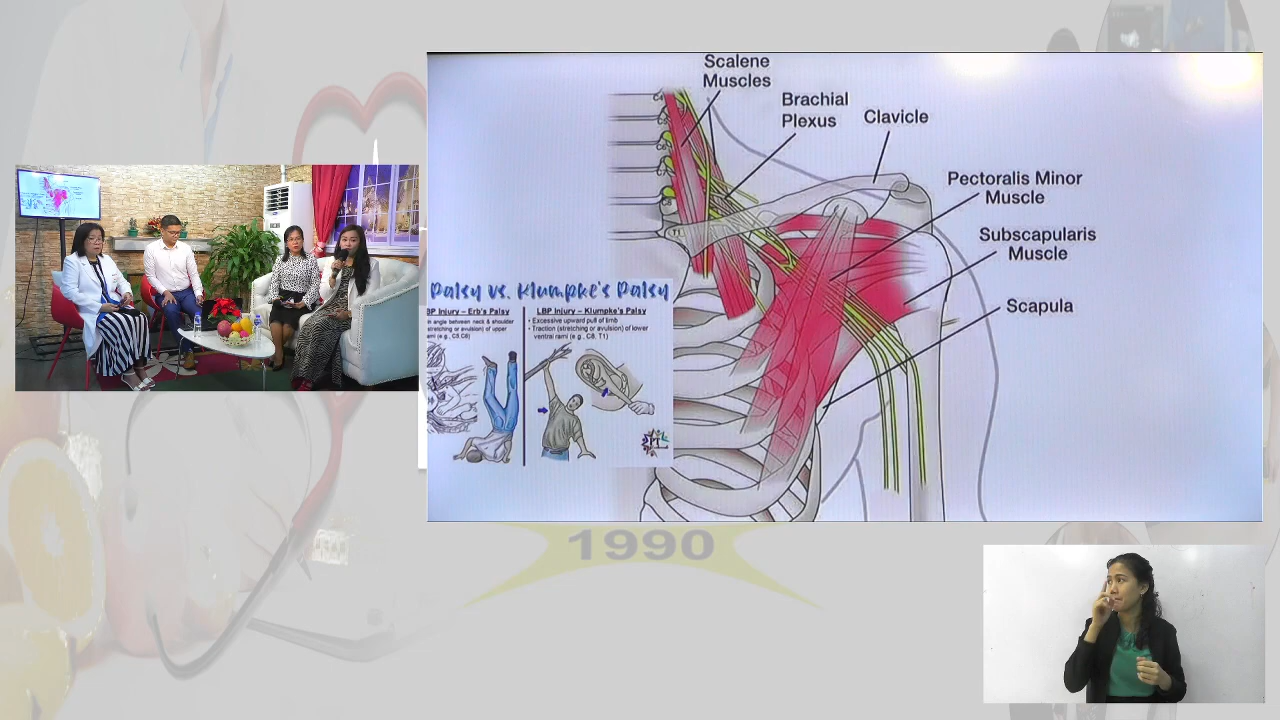 Scalene
Muscles
Brachial
Plexus
Clavicle
Pectoralis Minor
Muscle
Subscapularis
Muscle
Scapula
T1
Palsy vs. Klumpke's Palsy
BP Injury – Erb's Palsy
in angle between neck & shoulder
(stretching or avulsion) of upper
LBP Injury – Klumpke's Palsy
• Excessive upward pull of limb
• Traction (stretching or avulsion) of lower
ventral rami (e.g., C8, T1)
1990